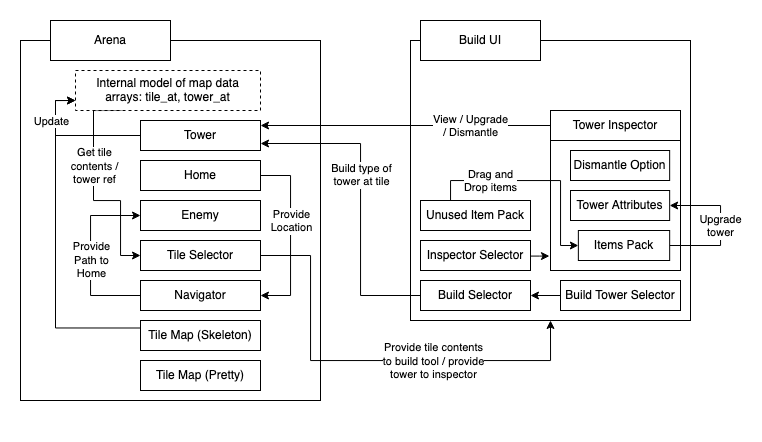 Arena
Build UI
Internal model of map data
arrays: tile_at, tower_at
Update
Tower
View / Upgrade
/ Dismantle
Tower Inspector
Get tile
contents /
tower ref
Home
Build type of
tower at tile
Dismantle Option
Drag and
Drop items
Enemy
Provide
Location
Unused Item Pack
Tower Attributes
Upgrade
tower
Provide
Path to
Home
Tile Selector
Inspector Selector
Items Pack
Navigator
Build Selector
Build Tower Selector
Tile Map (Skeleton)
Provide tile contents
to build tool / provide
tower to inspector
Tile Map (Pretty)